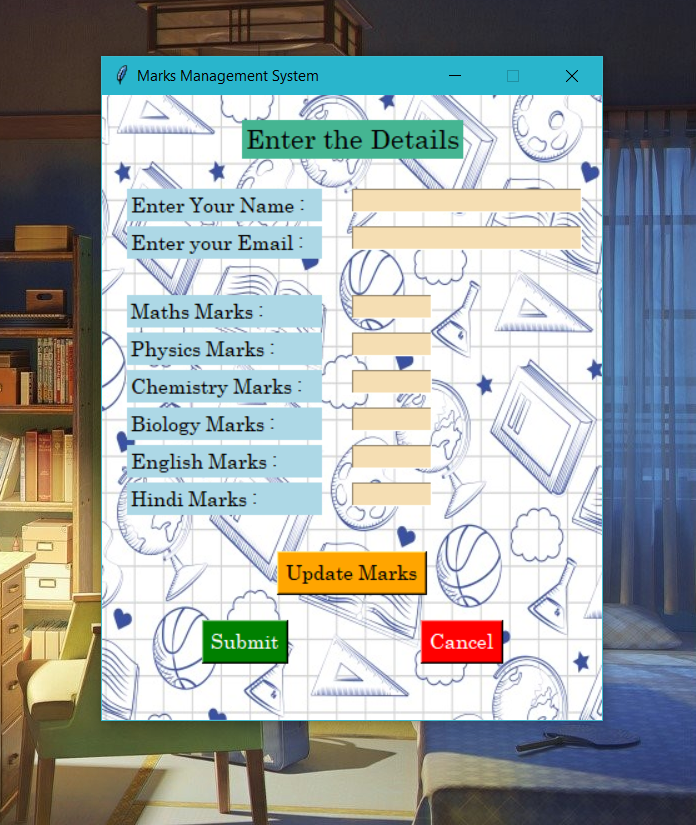 Marks Management System
Enter the Details
Enter Your Name :
Enter your Email :
Maths Marks :
Physics Marks :
Chemistry Marks :
Biology Marks :
English Marks :
Hindi Marks :
Update Marks
Submit
Cancel